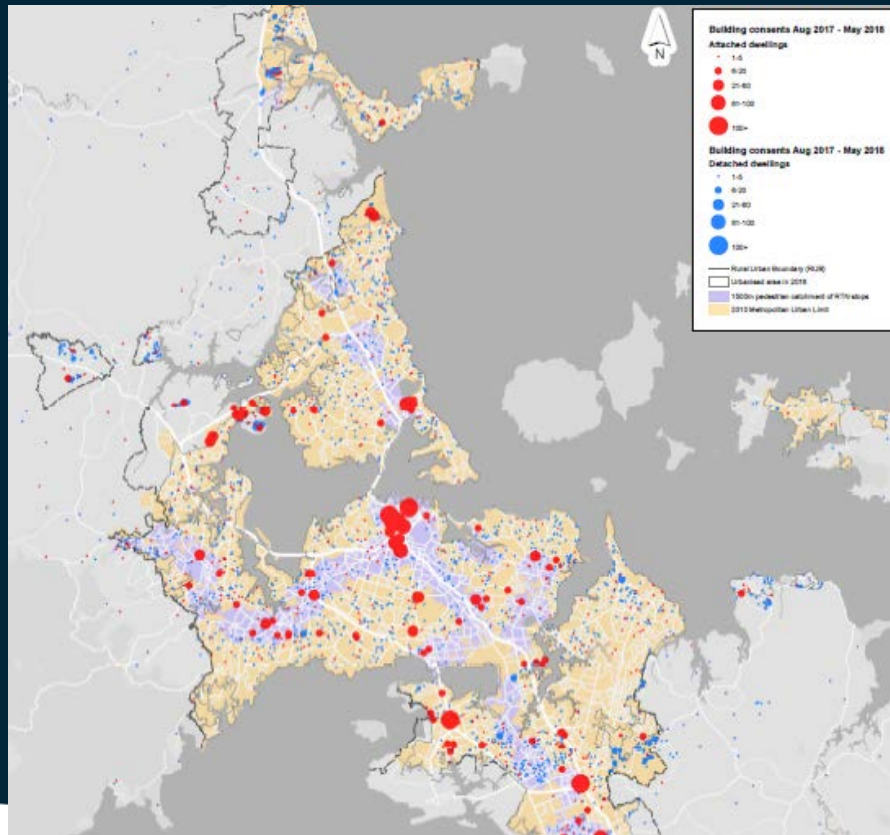 N
Building consents Aug 2017 - May 2018
Attached dwellings
1-5
6-20
21-60
61-100
100+
Building consents Aug 2017 - May 2018
Detached dwellings
1-5
6-20
21-60
61-100
100+
Rural Urban Boundary (RUB)
Urbanised area in 2016
1500m pedestrian catchment of RTN stops
2010 Metropolitan Urban Limit